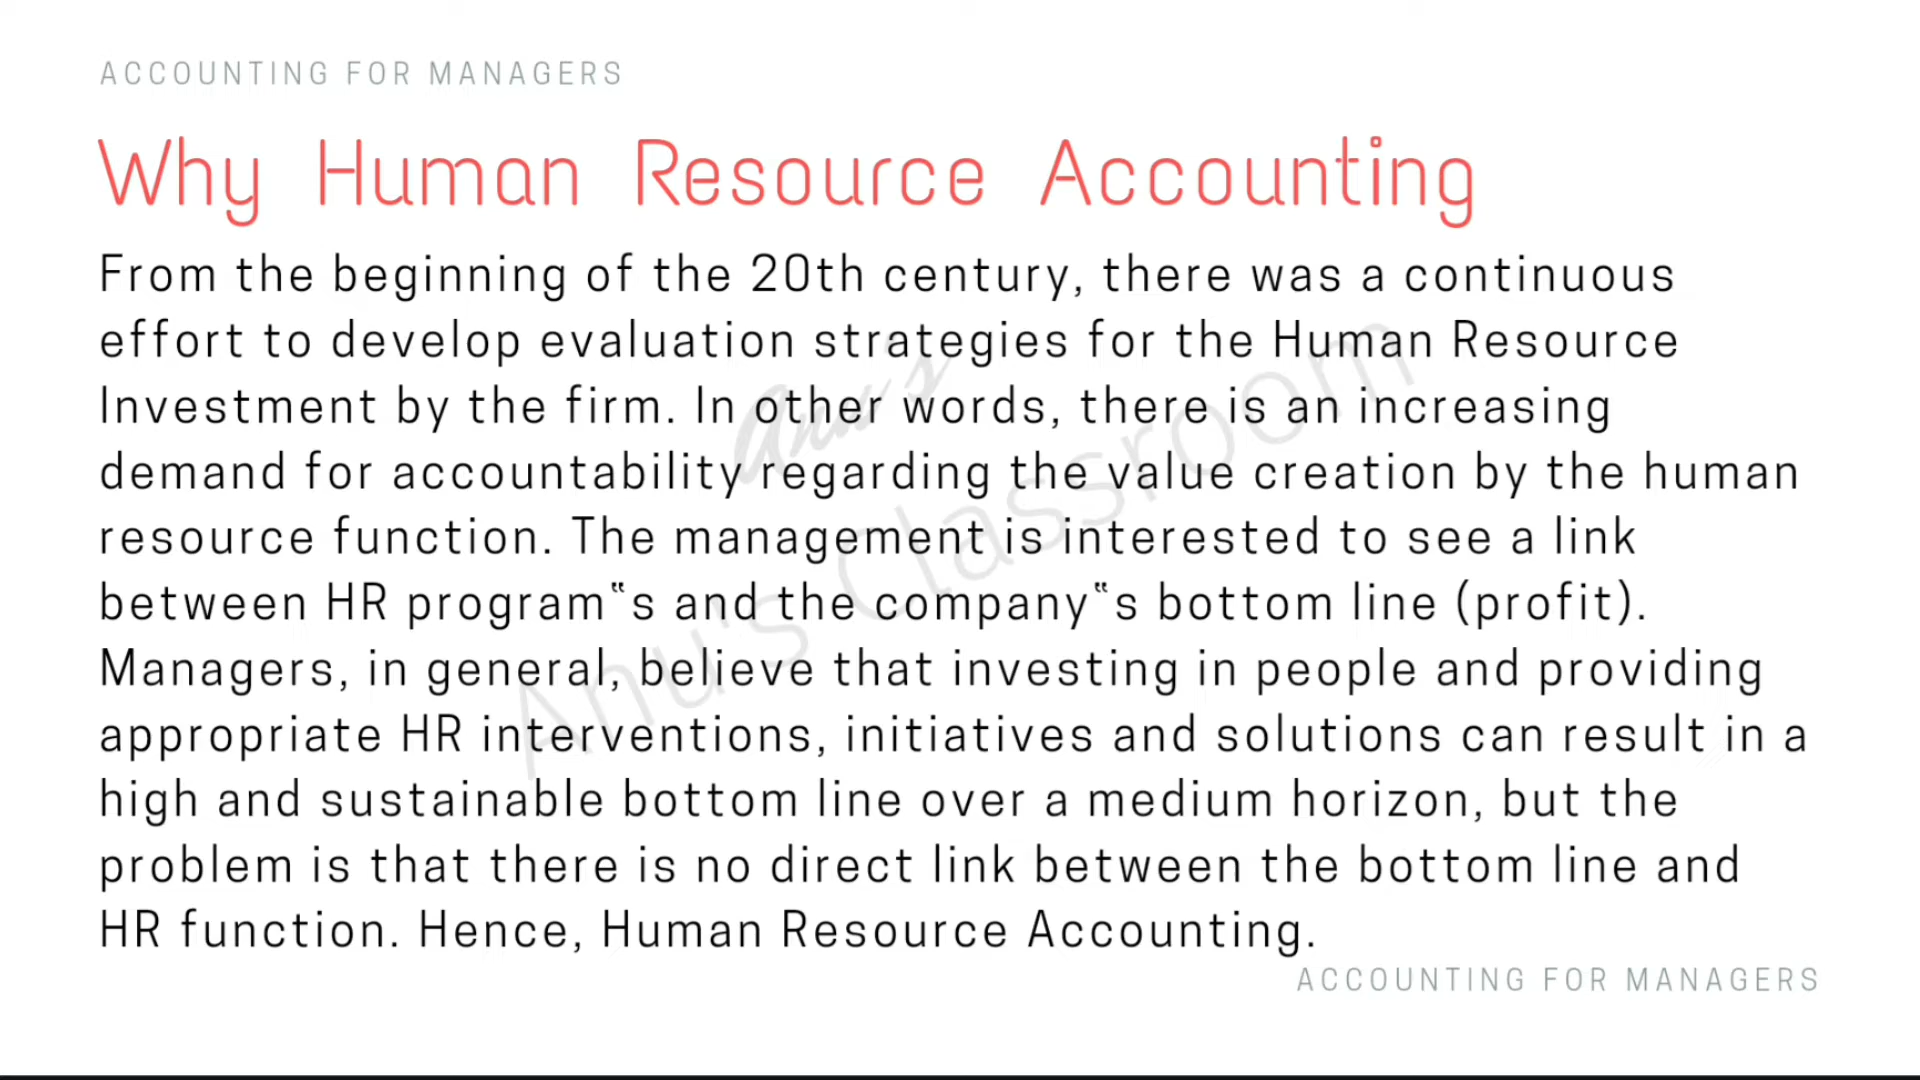 ACCOUNTING FOR MANAGERS
Why Human Resource Accounting
From the beginning of the 20th century, there was a continuous
effort to develop evaluation strategies for the Human Resource
Investment by the firm. In other words, there is an increasing
demand for accountability regarding the value creation by the human
resource function. The management is interested to see a link
between HR program‟s and the company‟s bottom line (profit).
Managers, in general, believe that investing in people and providing
appropriate HR interventions, initiatives and solutions can result in a
high and sustainable bottom line over a medium horizon, but the
problem is that there is no direct link between the bottom line and
HR function. Hence, Human Resource Accounting.
ACCOUNTING FOR MANAGERS
Anu's
Anu's Classroom